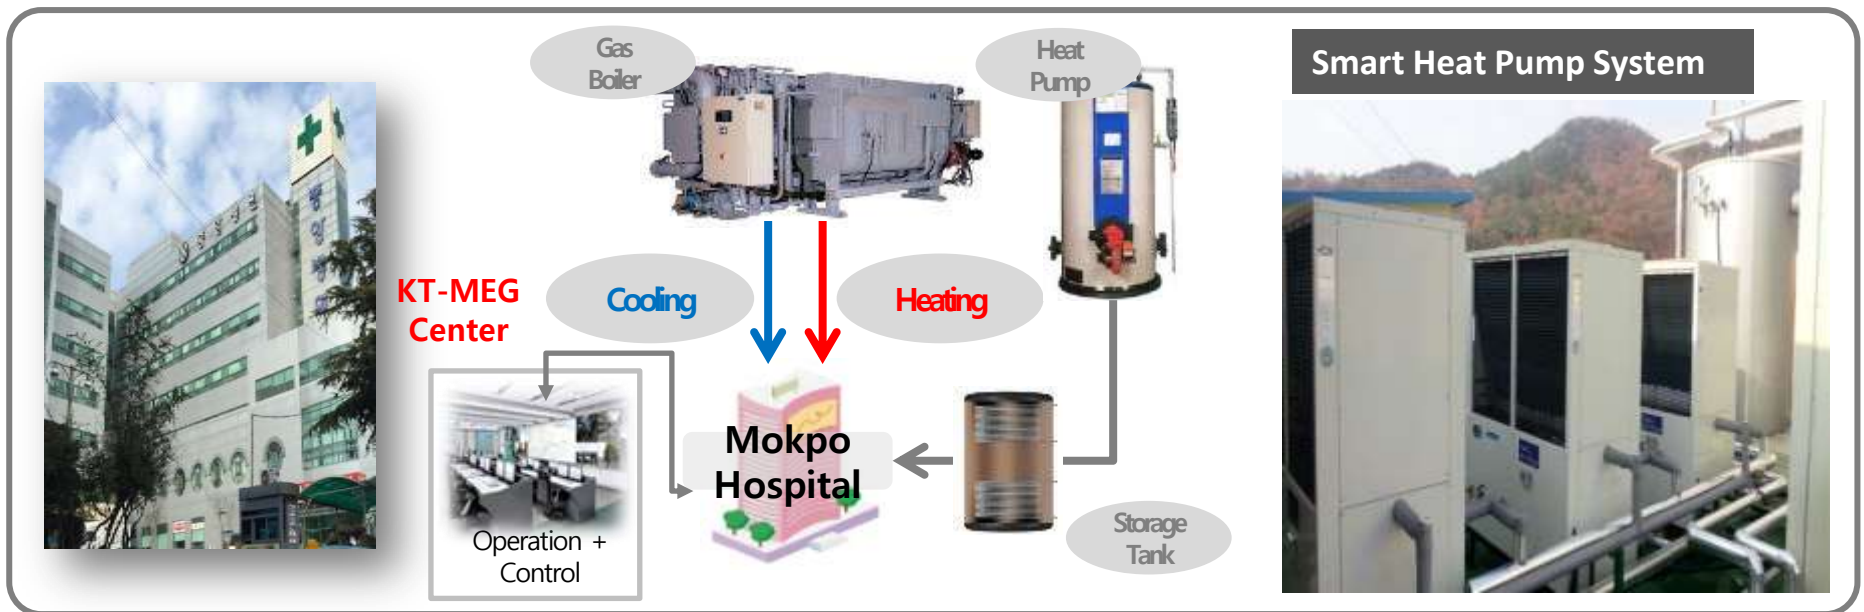 Gas
Boiler
Heat
Pump
Smart Heat Pump System
KT-MEG
Center
Cooling
Heating
Mokpo
Hospital
Operation +
Control
Storage
Tank